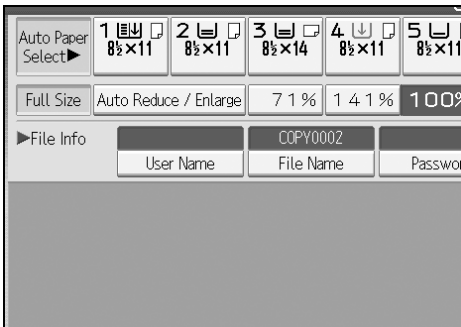 Auto Paper Select▶ 1 2 3 4 5
8½×11 8½×11 8½×14 8½×11 8½×11
Full Size Auto Reduce / Enlarge 71% 141% 100%
▶File Info COPY0002
User Name File Name Passwo